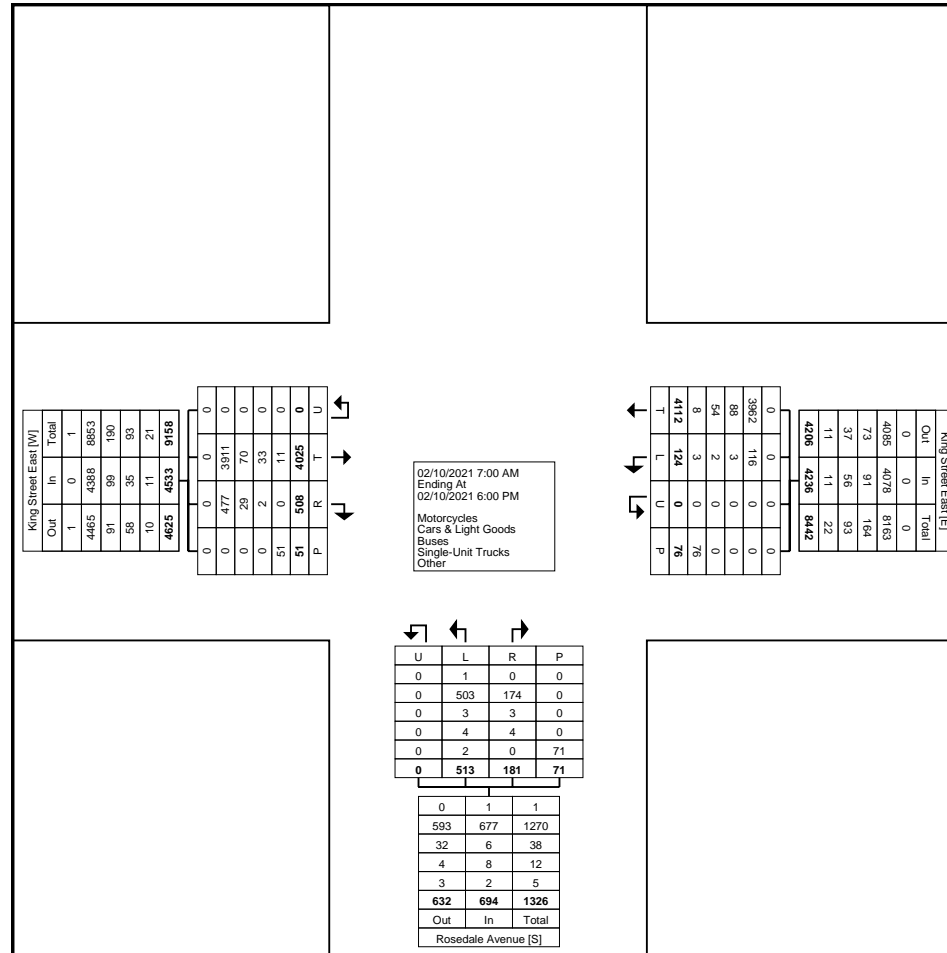 King Street East [W]
Total In Out
1 0 1
8853 4388 4465
190 99 91
93 35 58
21 11 10
9158 4533 4625
0 0 0 0
0 3911 477 0
0 70 29 0
0 33 2 0
0 11 0 51
0 4025 508 51
U T R P
02/10/2021 7:00 AM
Ending At
02/10/2021 6:00 PM
Motorcycles
Cars & Light Goods
Buses
Single-Unit Trucks
Other
King Street East [E]
Out In Total
0 0 0
4085 4078 8163
73 91 164
37 56 93
11 11 22
4206 4236 8442
0 0 0 0
3962 116 0 0
88 3 0 0
54 2 0 0
8 3 0 76
4112 124 0 76
T L U P
U L R P
0 1 0 0
0 503 174 0
0 3 3 0
0 4 4 0
0 2 0 71
0 513 181 71
0 1 1
593 677 1270
32 6 38
4 8 12
3 2 5
632 694 1326
Out In Total
Rosedale Avenue [S]